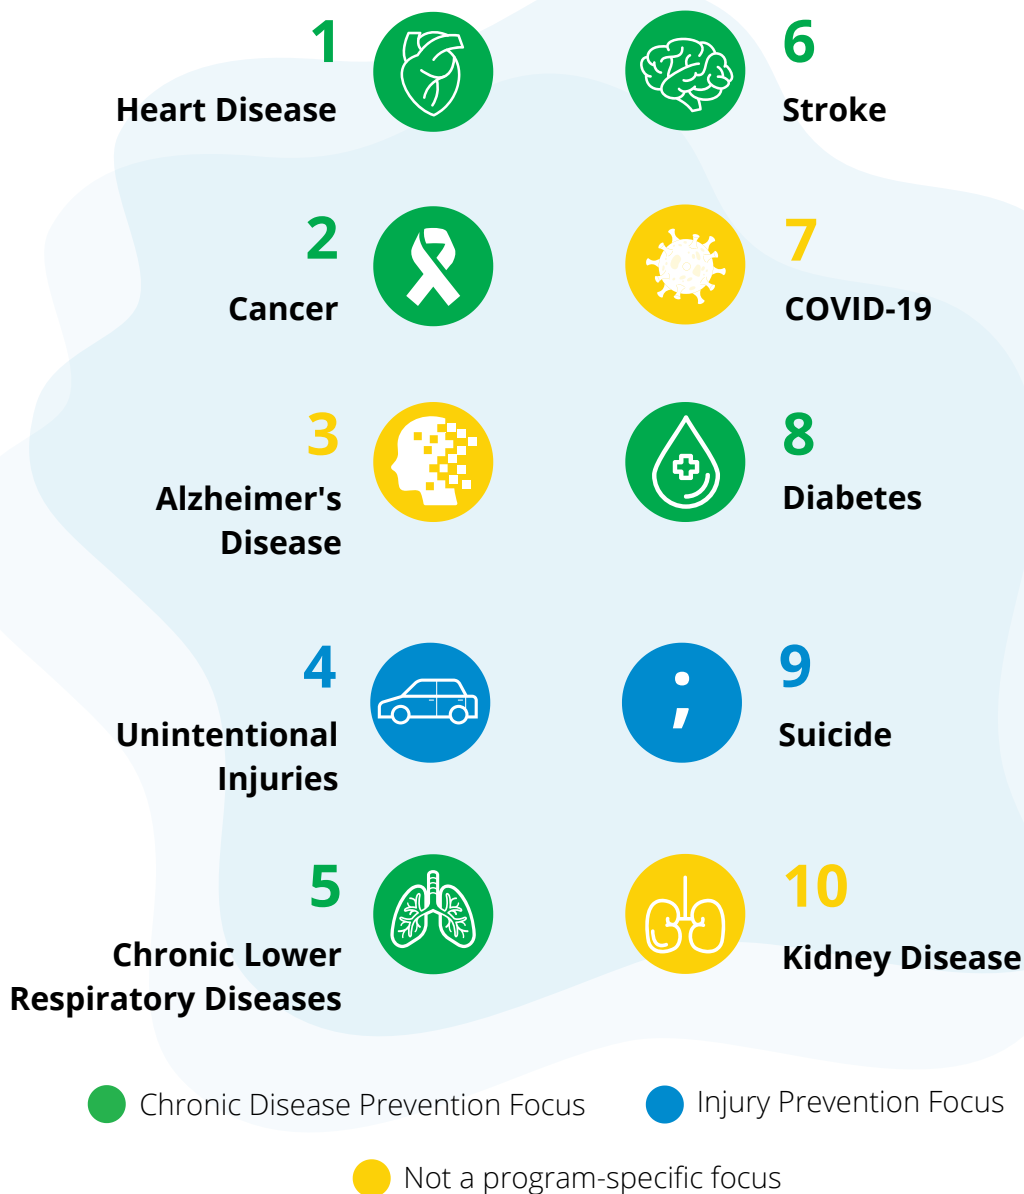 1
Heart Disease
2
Cancer
3
Alzheimer's
Disease
4
Unintentional
Injuries
5
Chronic Lower
Respiratory Diseases
6
Stroke
7
COVID-19
8
Diabetes
;
9
Suicide
10
Kidney Disease
Chronic Disease Prevention Focus
Injury Prevention Focus
Not a program-specific focus